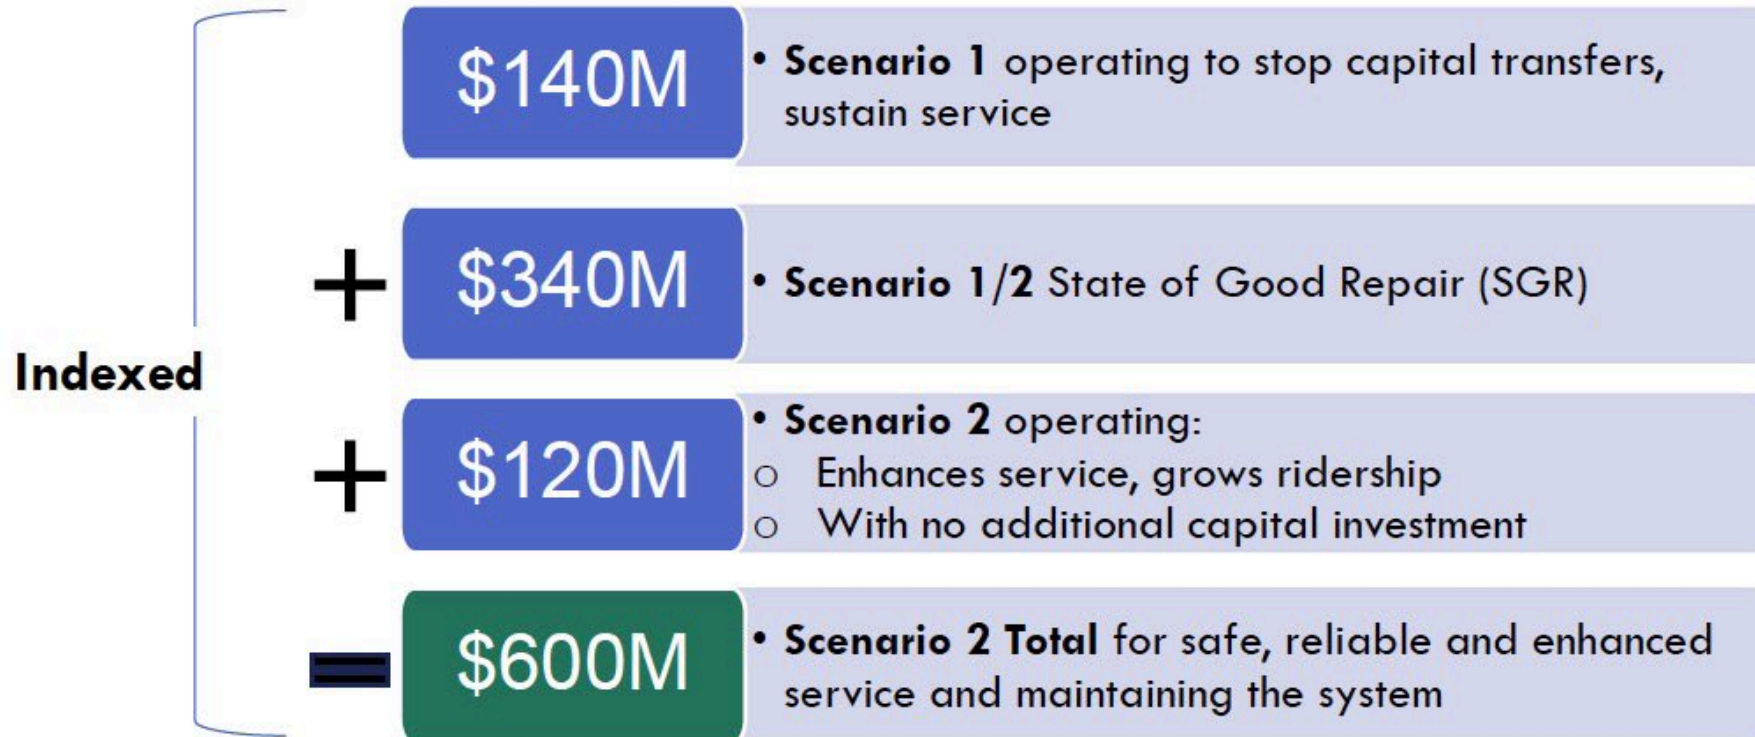 $140M
• Scenario 1 operating to stop capital transfers,
sustain service
+
$340M
• Scenario 1/2 State of Good Repair (SGR)
Indexed
+
$120M
• Scenario 2 operating:
o Enhances service, grows ridership
o With no additional capital investment
=
$600M
• Scenario 2 Total for safe, reliable and enhanced
service and maintaining the system